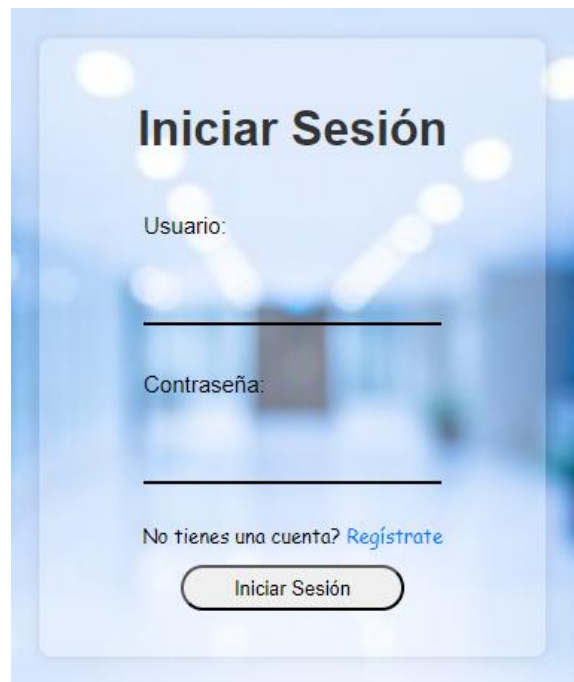 Iniciar Sesión
Usuario:
Contraseña:
No tienes una cuenta? Regístrate
Iniciar Sesión